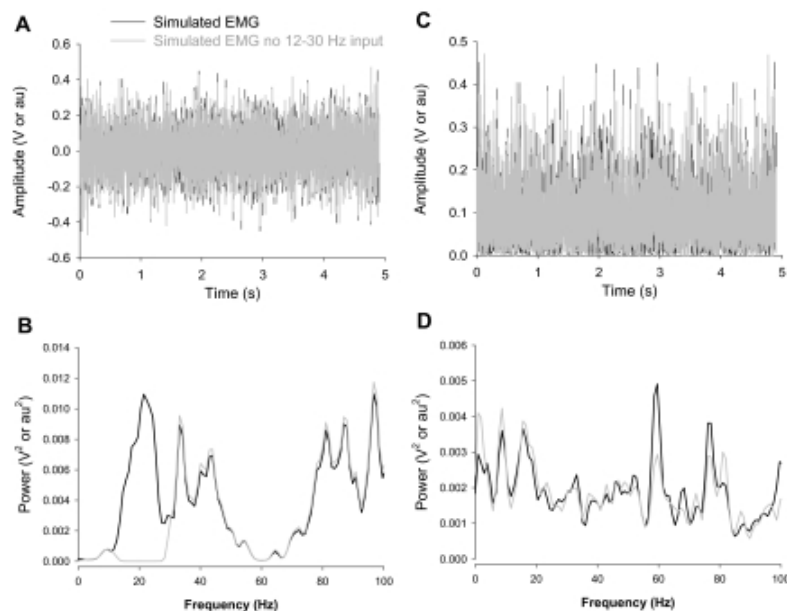 A
Simulated EMG
Simulated EMG no 12-30 Hz input
0.6
0.4
0.2
0.0
-0.2
-0.4
-0.6
Amplitude (V or au)
0 1 2 3 4 5
Time (s)
C
0.5
0.4
0.3
0.2
0.1
0.0
Amplitude (V or au)
0 1 2 3 4 5
Time (s)
B
0.014
0.012
0.010
0.008
0.006
0.004
0.002
0.000
Power (V² or au²)
0 20 40 60 80 100
Frequency (Hz)
D
0.006
0.005
0.004
0.003
0.002
0.001
0.000
Power (V² or au²)
0 20 40 60 80 100
Frequency (Hz)